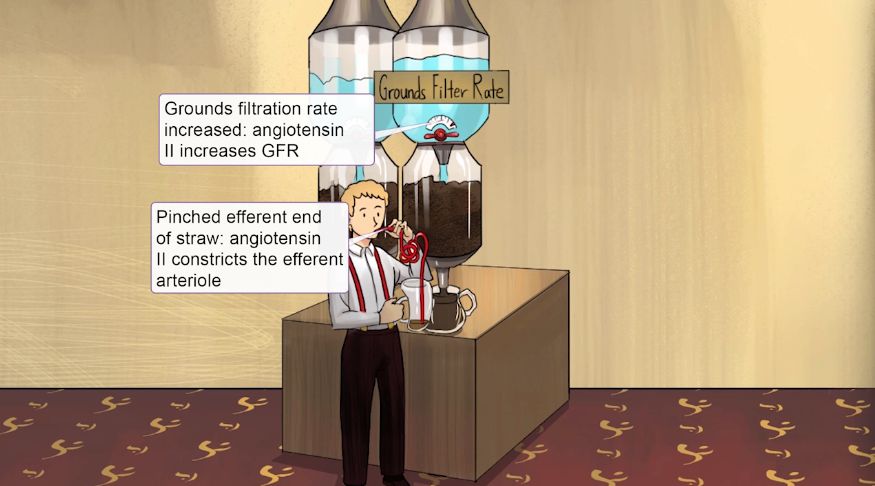 Grounds Filter Rate
Grounds filtration rate
increased: angiotensin
II increases GFR
Pinched efferent end
of straw: angiotensin
II constricts the efferent
arteriole